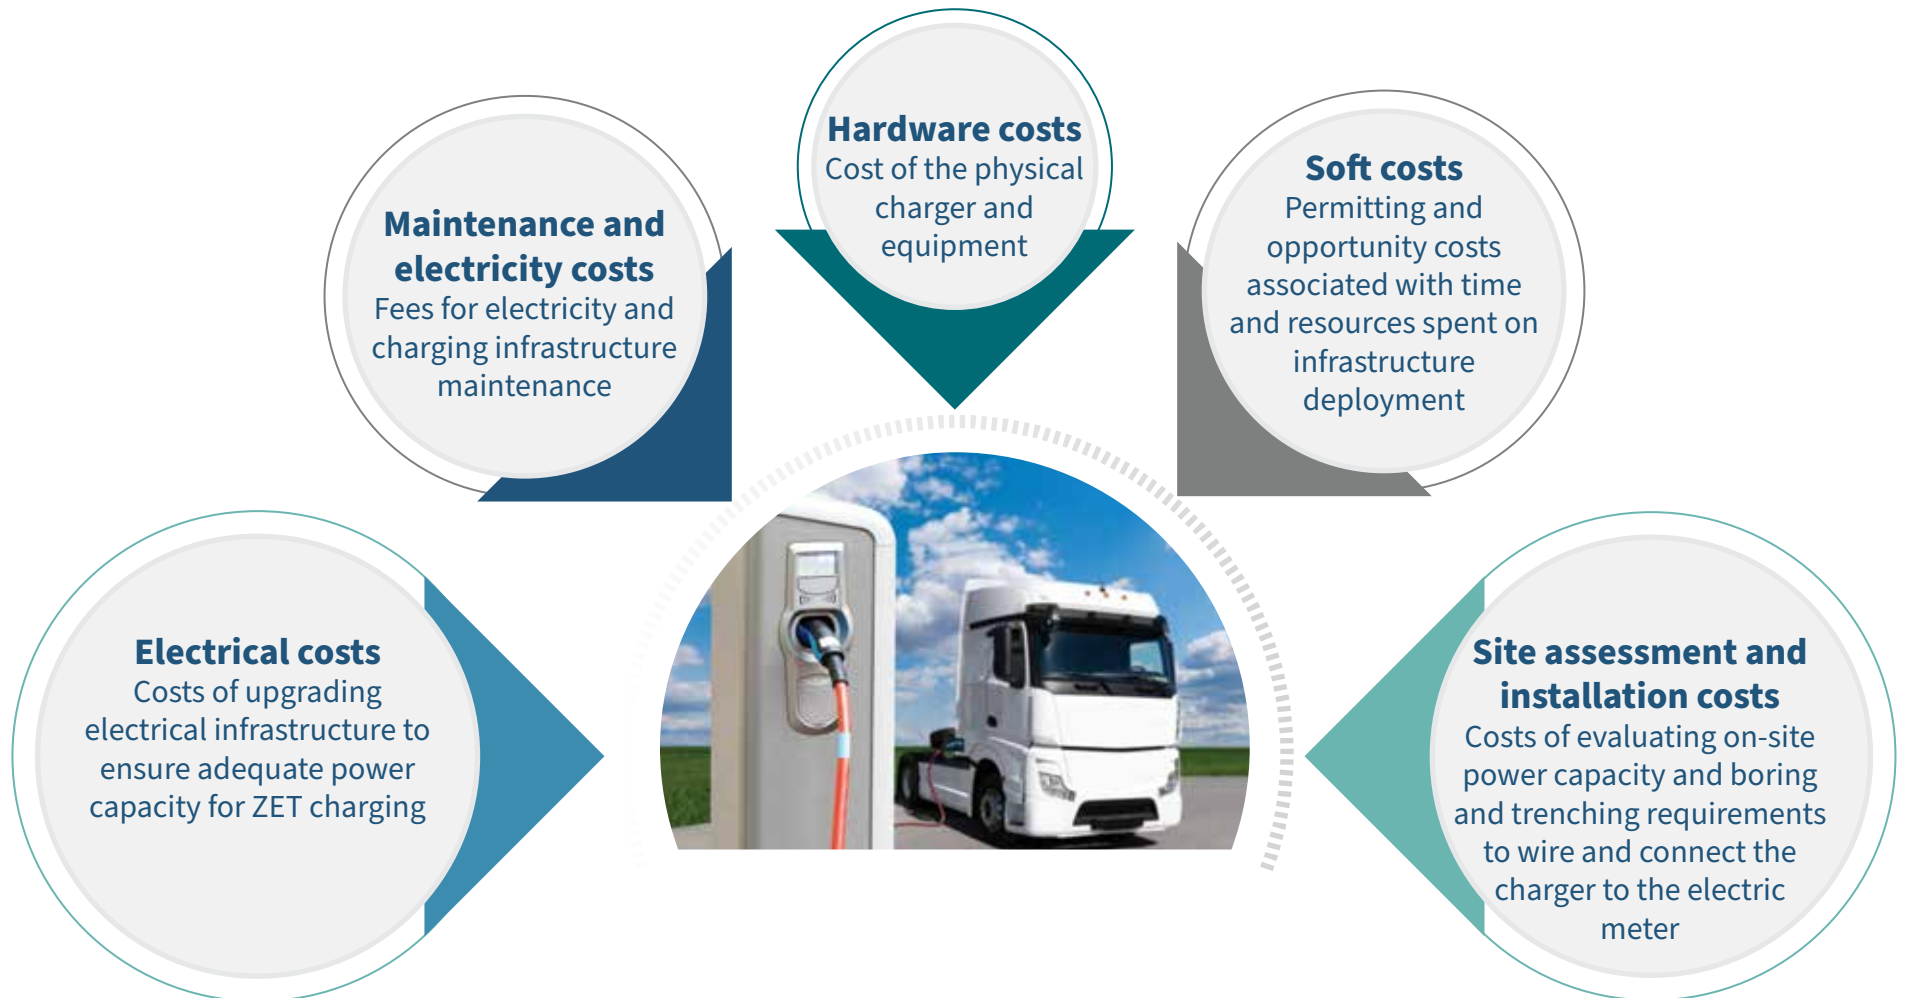 Hardware costs
Cost of the physical
charger and
equipment
Maintenance and
electricity costs
Fees for electricity and
charging infrastructure
maintenance
Soft costs
Permitting and
opportunity costs
associated with time
and resources spent on
infrastructure
deployment
Electrical costs
Costs of upgrading
electrical infrastructure to
ensure adequate power
capacity for ZET charging
Site assessment and
installation costs
Costs of evaluating on-site
power capacity and boring
and trenching requirements
to wire and connect the
charger to the electric
meter